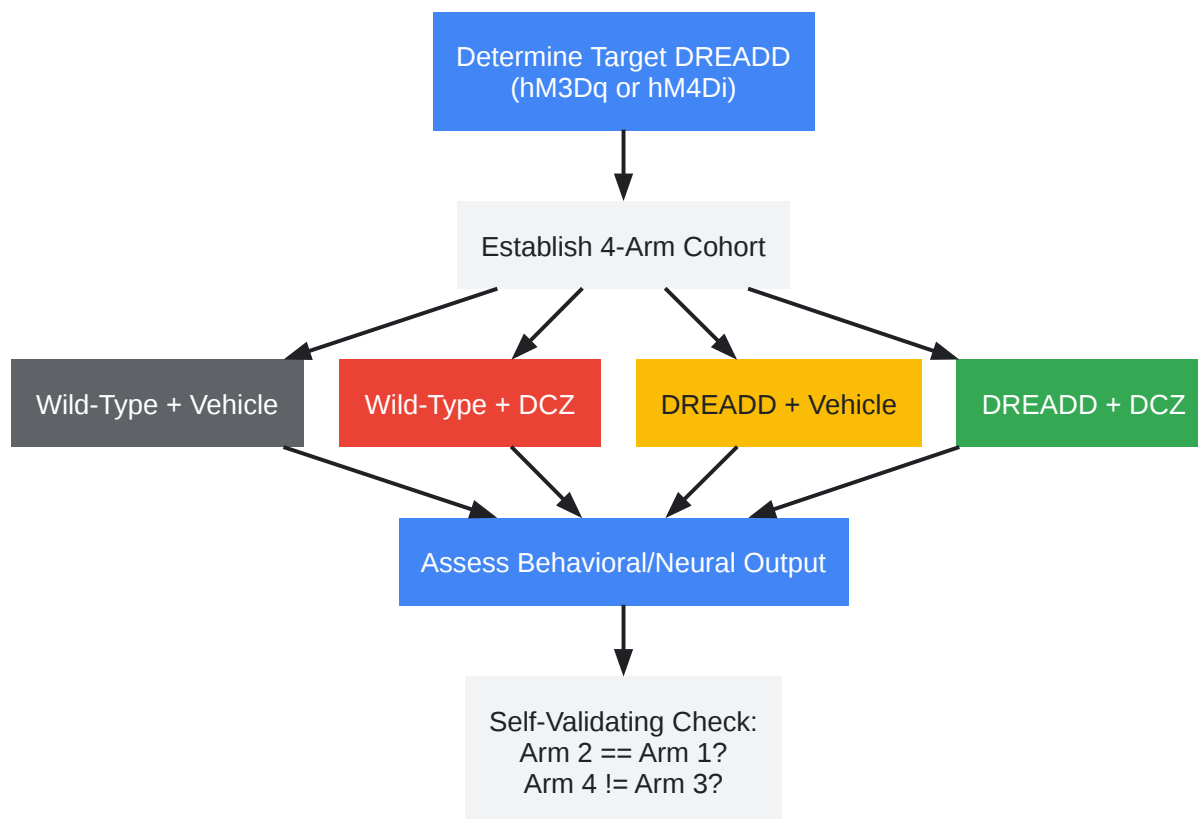 Determine Target DREADD
(hM3Dq or hM4Di)
Establish 4-Arm Cohort
Wild-Type + Vehicle
Wild-Type + DCZ
DREADD + Vehicle
DREADD + DCZ
Assess Behavioral/Neural Output
Self-Validating Check:
Arm 2 == Arm 1?
Arm 4 != Arm 3?